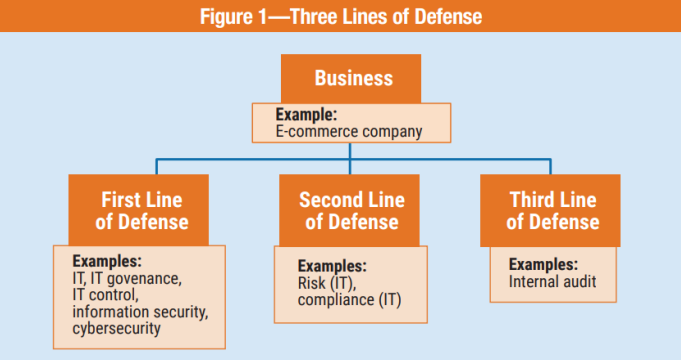 Figure 1—Three Lines of Defense
Business
Example:
E-commerce company
First Line
of Defense
Examples:
IT, IT govenance,
IT control,
information security,
cybersecurity
Second Line
of Defense
Examples:
Risk (IT),
compliance (IT)
Third Line
of Defense
Examples:
Internal audit